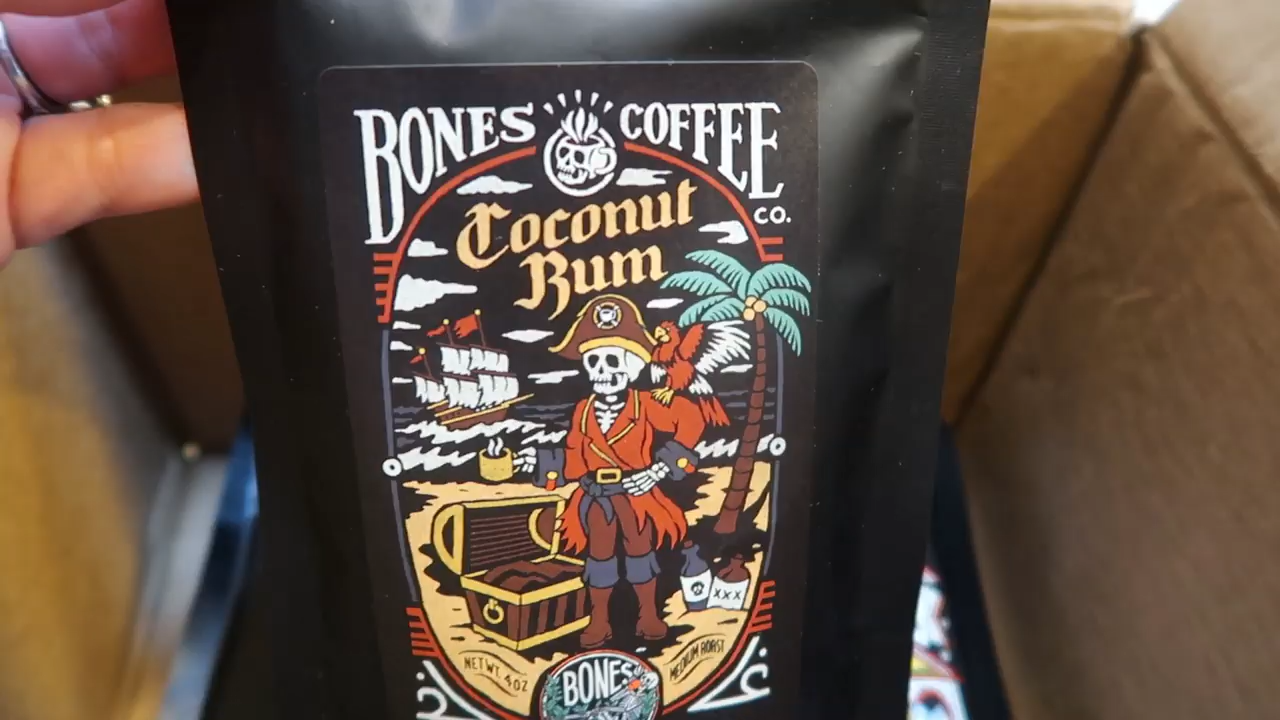 BONES COFFEE
CO.
Coconut
Rum
XXX
NET WT. 4 OZ
MEDIUM ROAST
BONES